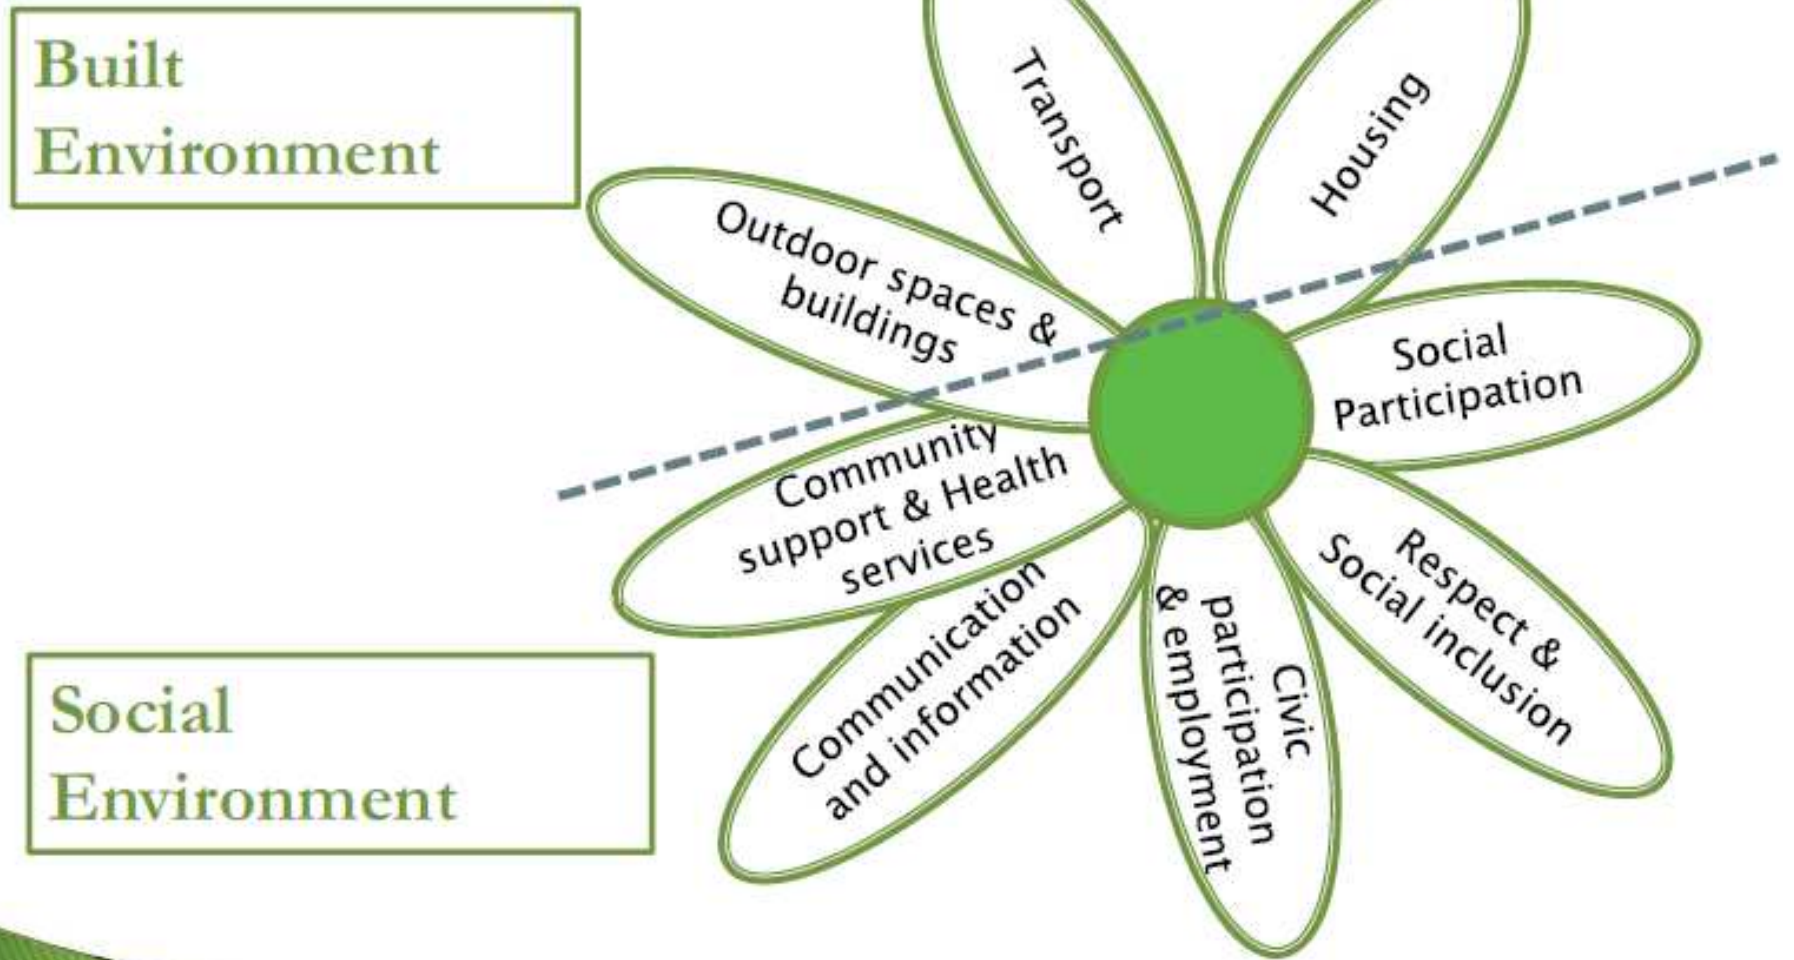 Built
Environment
Transport
Housing
Outdoor spaces &
buildings
Social
Participation
Community
support & Health
services
Respect &
Social inclusion
Communication
and information
Civic
participation
& employment
Social
Environment